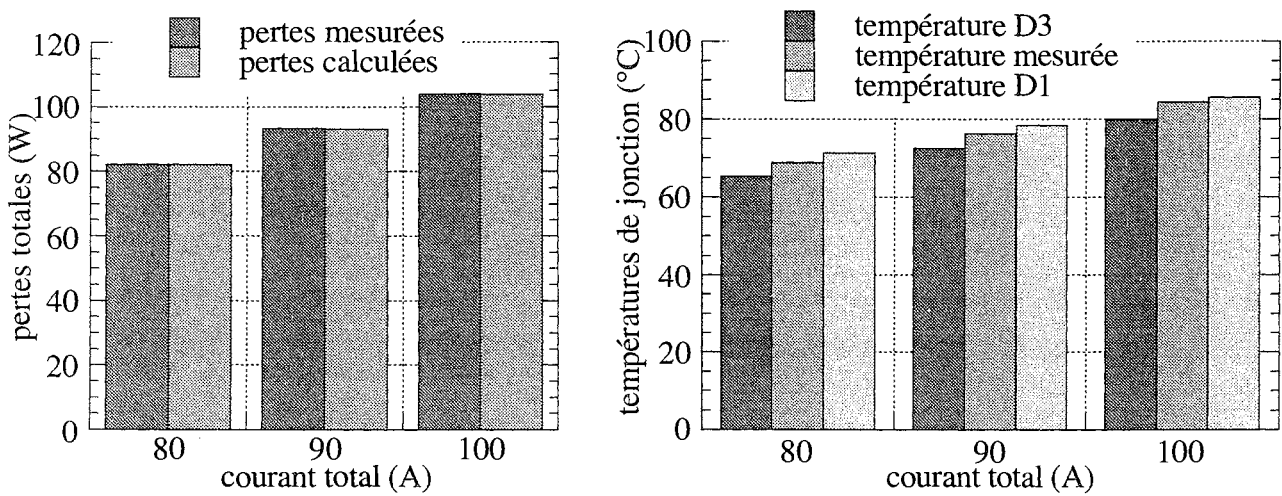 pertes mesurées
pertes calculées
pertes totales (W)
120
100
80
60
40
20
0
80
90
100
courant total (A)
température D3
température mesurée
température D1
températures de jonction (°C)
100
80
60
40
20
0
80
90
100
courant total (A)